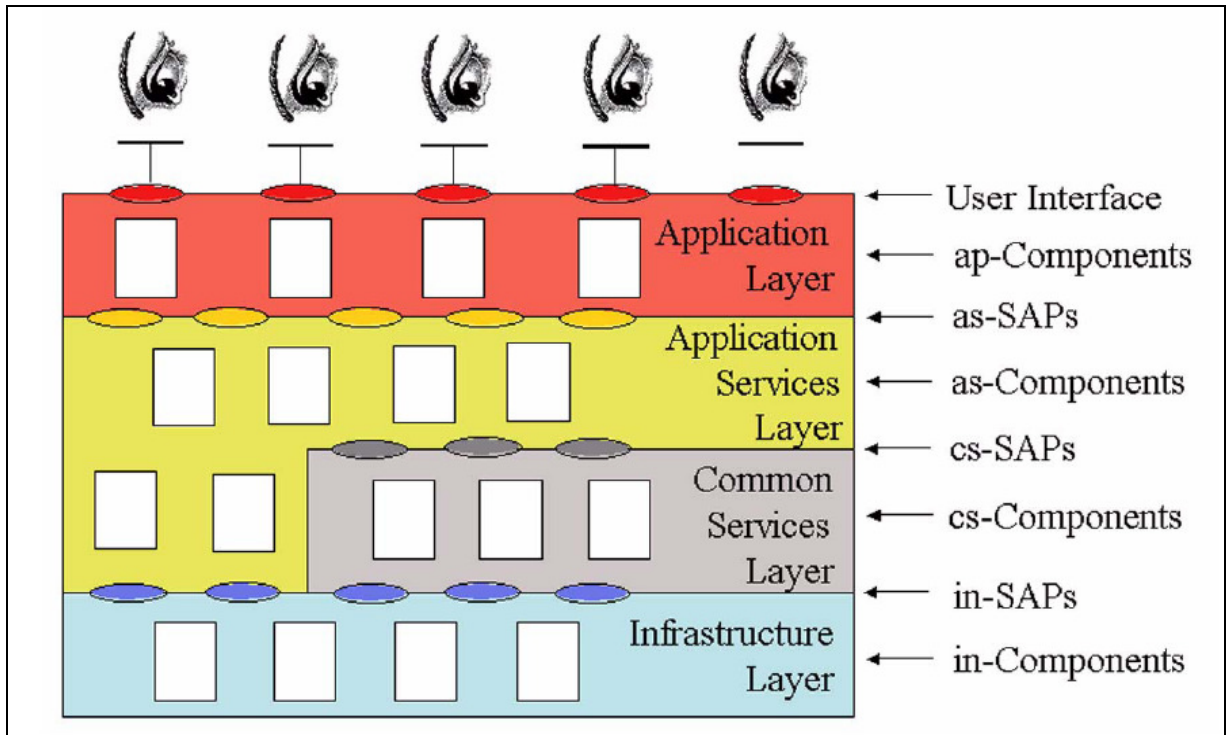 User Interface
Application
Layer
ap-Components
as-SAPs
Application
Services
Layer
as-Components
cs-SAPs
Common
Services
Layer
cs-Components
in-SAPs
Infrastructure
Layer
in-Components